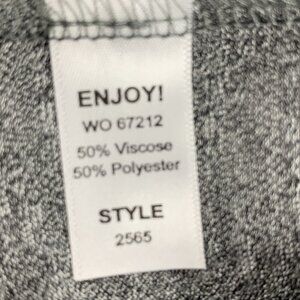 ENJOY!
WO 67212
50% Viscose
50% Polyester
STYLE
2565